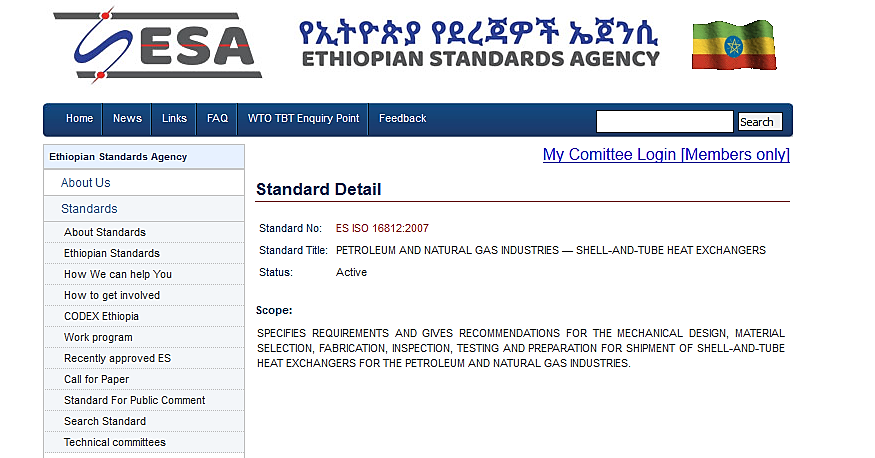 ESA
የኢትዮጵያ የደረጃዎች ኤጀንሲ
ETHIOPIAN STANDARDS AGENCY
Home News Links FAQ WTO TBT Enquiry Point Feedback Search
Ethiopian Standards Agency
About Us
Standards
About Standards
Ethiopian Standards
How We can help You
How to get involved
CODEX Ethiopia
Work program
Recently approved ES
Call for Paper
Standard For Public Comment
Search Standard
Technical committees
My Comittee Login [Members only]
Standard Detail
Standard No: ES ISO 16812:2007
Standard Title: PETROLEUM AND NATURAL GAS INDUSTRIES — SHELL-AND-TUBE HEAT EXCHANGERS
Status: Active
Scope:
SPECIFIES REQUIREMENTS AND GIVES RECOMMENDATIONS FOR THE MECHANICAL DESIGN, MATERIAL
SELECTION, FABRICATION, INSPECTION, TESTING AND PREPARATION FOR SHIPMENT OF SHELL-AND-TUBE
HEAT EXCHANGERS FOR THE PETROLEUM AND NATURAL GAS INDUSTRIES.